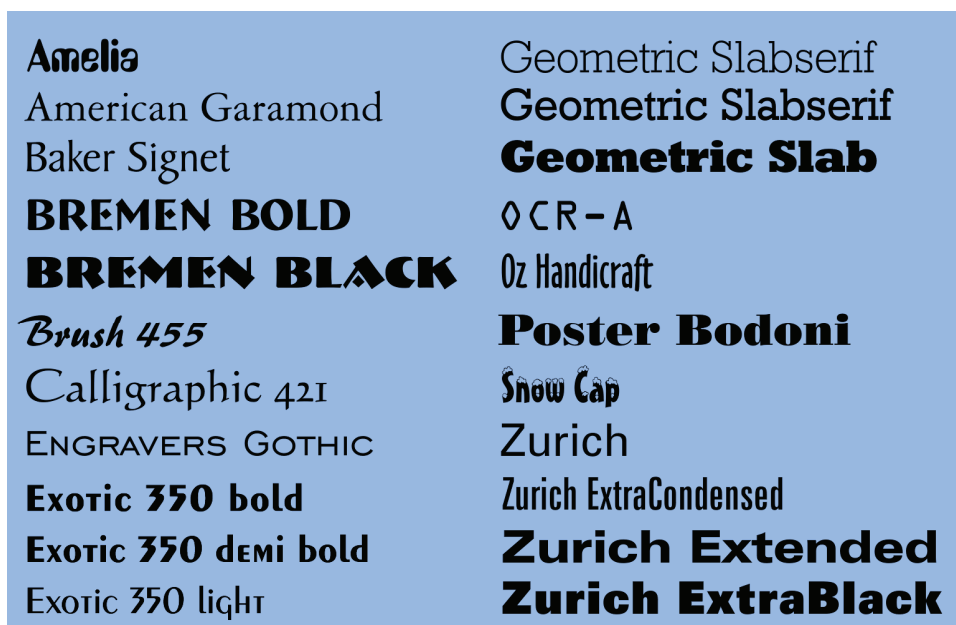 Amelia
American Garamond
Baker Signet
BREMEN BOLD
BREMEN BLACK
Brush 455
Calligraphic 421
ENGRAVERS GOTHIC
Exotic 350 bold
Exotic 350 demi bold
Exotic 350 light
Geometric Slabserif
Geometric Slabserif
Geometric Slab
OCR-A
Oz Handicraft
Poster Bodoni
Snow Cap
Zurich
Zurich ExtraCondensed
Zurich Extended
Zurich ExtraBlack